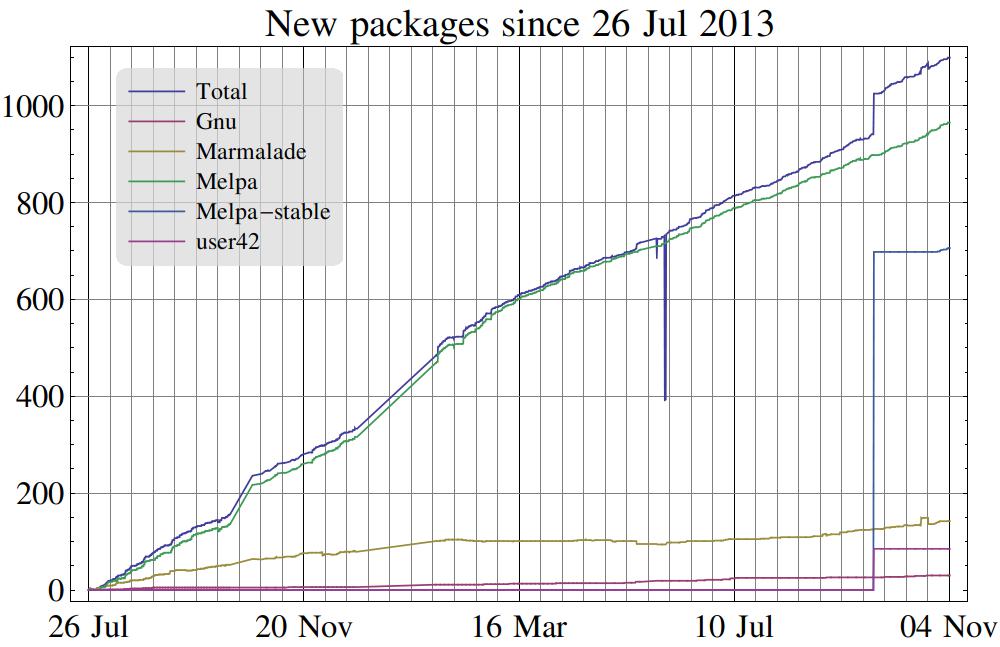 New packages since 26 Jul 2013
Total
Gnu
Marmalade
Melpa
Melpa-stable
user42
1000
800
600
400
200
0
26 Jul 20 Nov 16 Mar 10 Jul 04 Nov